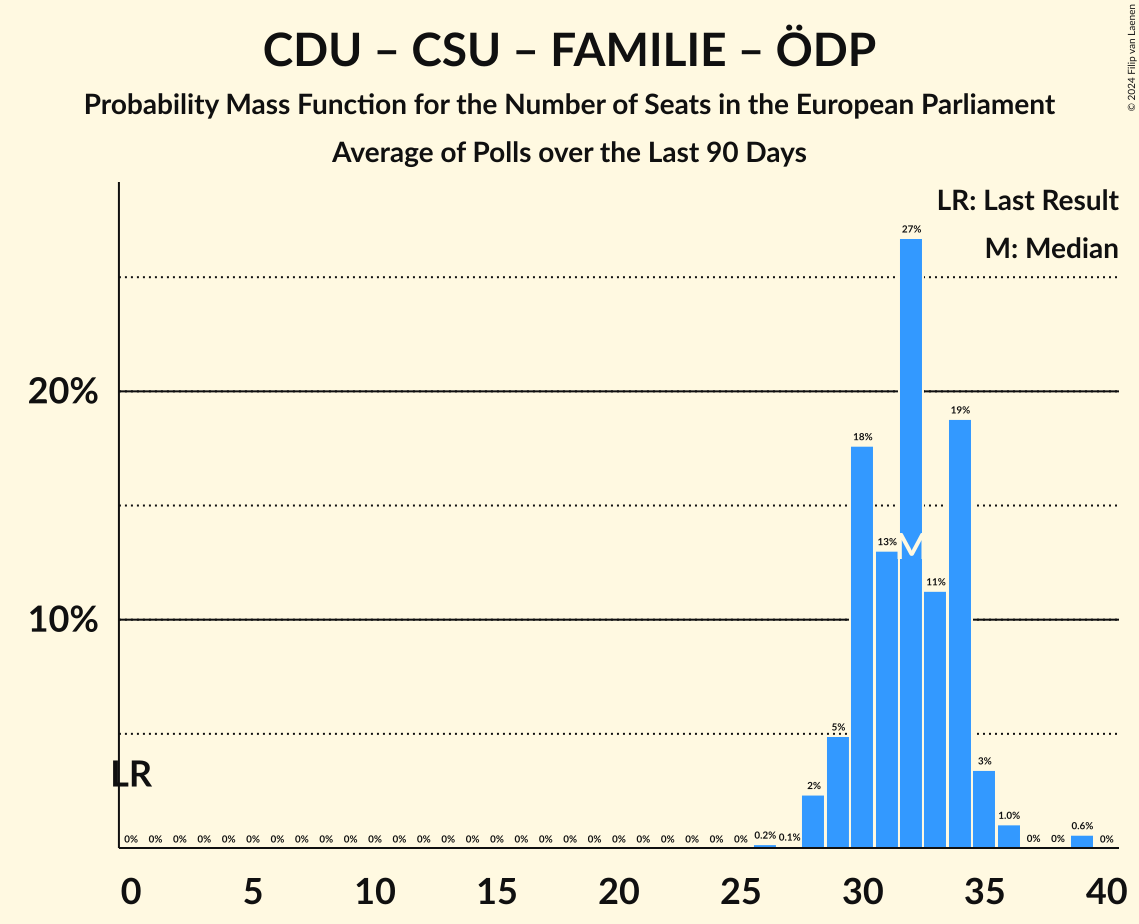 CDU – CSU – FAMILIE – ÖDP
Probability Mass Function for the Number of Seats in the European Parliament
Average of Polls over the Last 90 Days
© 2024 Filip van Laenen
LR: Last Result
M: Median
27%
20%
19%
18%
13%
M
11%
10%
5%
LR
3%
2%
1.0%
0% 0% 0% 0% 0% 0% 0% 0% 0% 0% 0% 0% 0% 0% 0% 0% 0% 0% 0% 0% 0% 0% 0% 0% 0% 0% 0.2% 0.1% 0% 0% 0.6% 0%
0 5 10 15 20 25 30 35 40